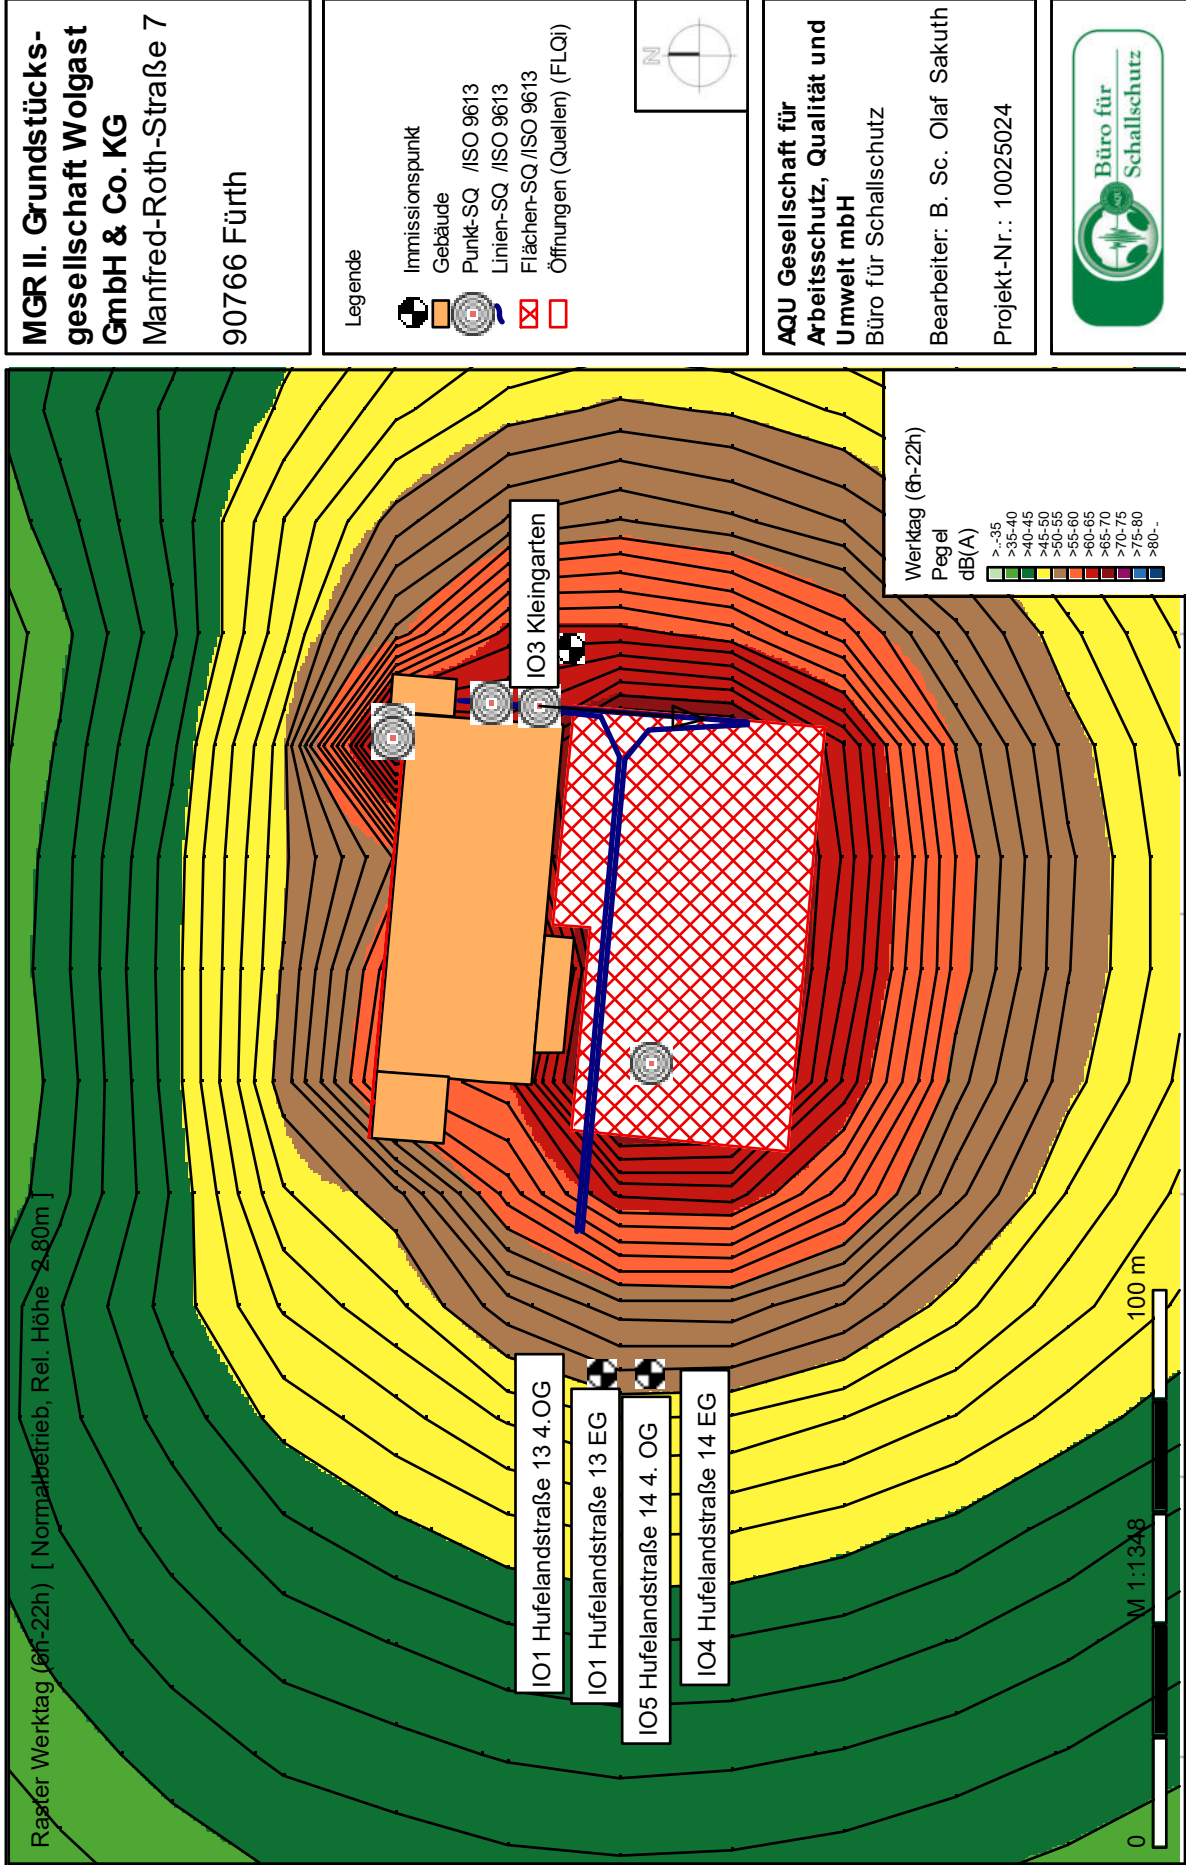 Raster Werktag (6h-22h) [ Normalbetrieb, Rel. Höhe 2.80m ]
IO1 Hufelandstraße 13 4.OG
IO1 Hufelandstraße 13 EG
IO5 Hufelandstraße 14 4. OG
IO4 Hufelandstraße 14 EG
IO3 Kleingarten
M 1:1348
0
100 m
Werktag (6h-22h)
Pegel
dB(A)
>..-35
>35-40
>40-45
>45-50
>50-55
>55-60
>60-65
>65-70
>70-75
>75-80
>80-..
MGR II. Grundstücks-
gesellschaft Wolgast
GmbH & Co. KG
Manfred-Roth-Straße 7
90766 Fürth
Legende
Immissionspunkt
Gebäude
Punkt-SQ /ISO 9613
Linien-SQ /ISO 9613
Flächen-SQ /ISO 9613
Öffnungen (Quellen) (FLQi)
N
AQU Gesellschaft für
Arbeitsschutz, Qualität und
Umwelt mbH
Büro für Schallschutz
Bearbeiter: B. Sc. Olaf Sakuth
Projekt-Nr.: 10025024
Büro für
Schallschutz